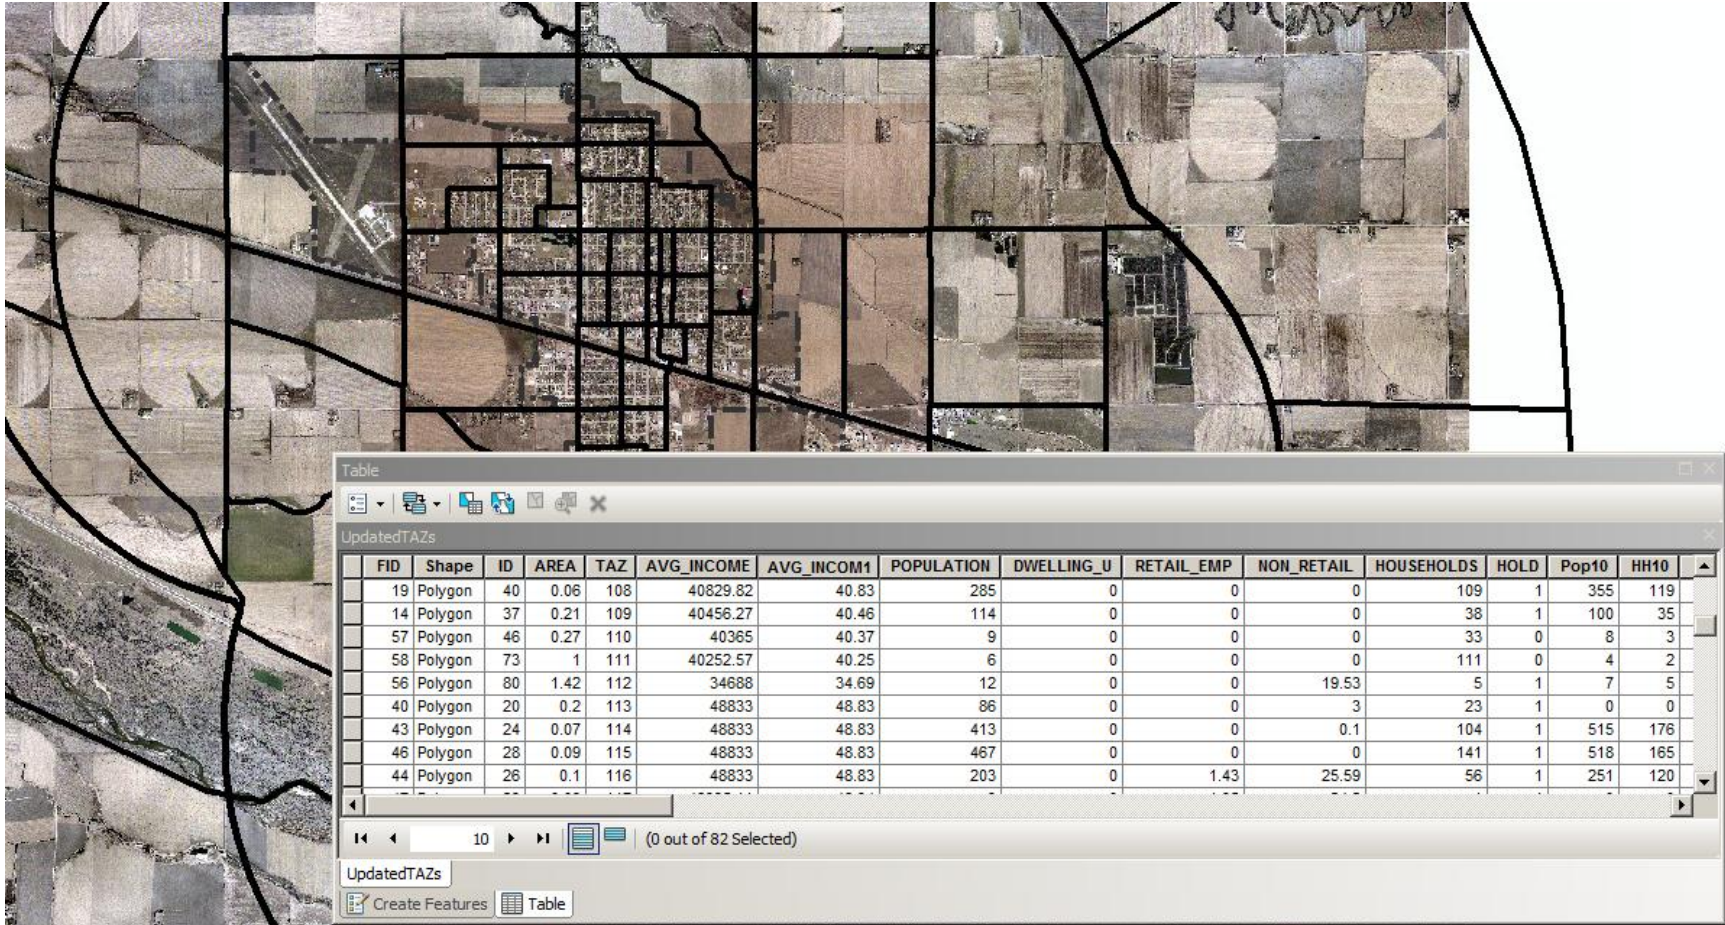 Table
UpdatedTAZs
FID Shape ID AREA TAZ AVG_INCOME AVG_INCOM1 POPULATION DWELLING_U RETAIL_EMP NON_RETAIL HOUSEHOLDS HOLD Pop10 HH10
19 Polygon 40 0.06 108 40829.82 40.83 285 0 0 0 109 1 355 119
14 Polygon 37 0.21 109 40456.27 40.46 114 0 0 0 38 1 100 35
57 Polygon 46 0.27 110 40365 40.37 9 0 0 0 33 0 8 3
58 Polygon 73 1 111 40252.57 40.25 6 0 0 0 111 0 4 2
56 Polygon 80 1.42 112 34688 34.69 12 0 0 19.53 5 1 7 5
40 Polygon 20 0.2 113 48833 48.83 86 0 0 3 23 1 0 0
43 Polygon 24 0.07 114 48833 48.83 413 0 0 0.1 104 1 515 176
46 Polygon 28 0.09 115 48833 48.83 467 0 0 0 141 1 518 165
44 Polygon 26 0.1 116 48833 48.83 203 0 1.43 25.59 56 1 251 120
10 (0 out of 82 Selected)
UpdatedTAZs
Create Features Table